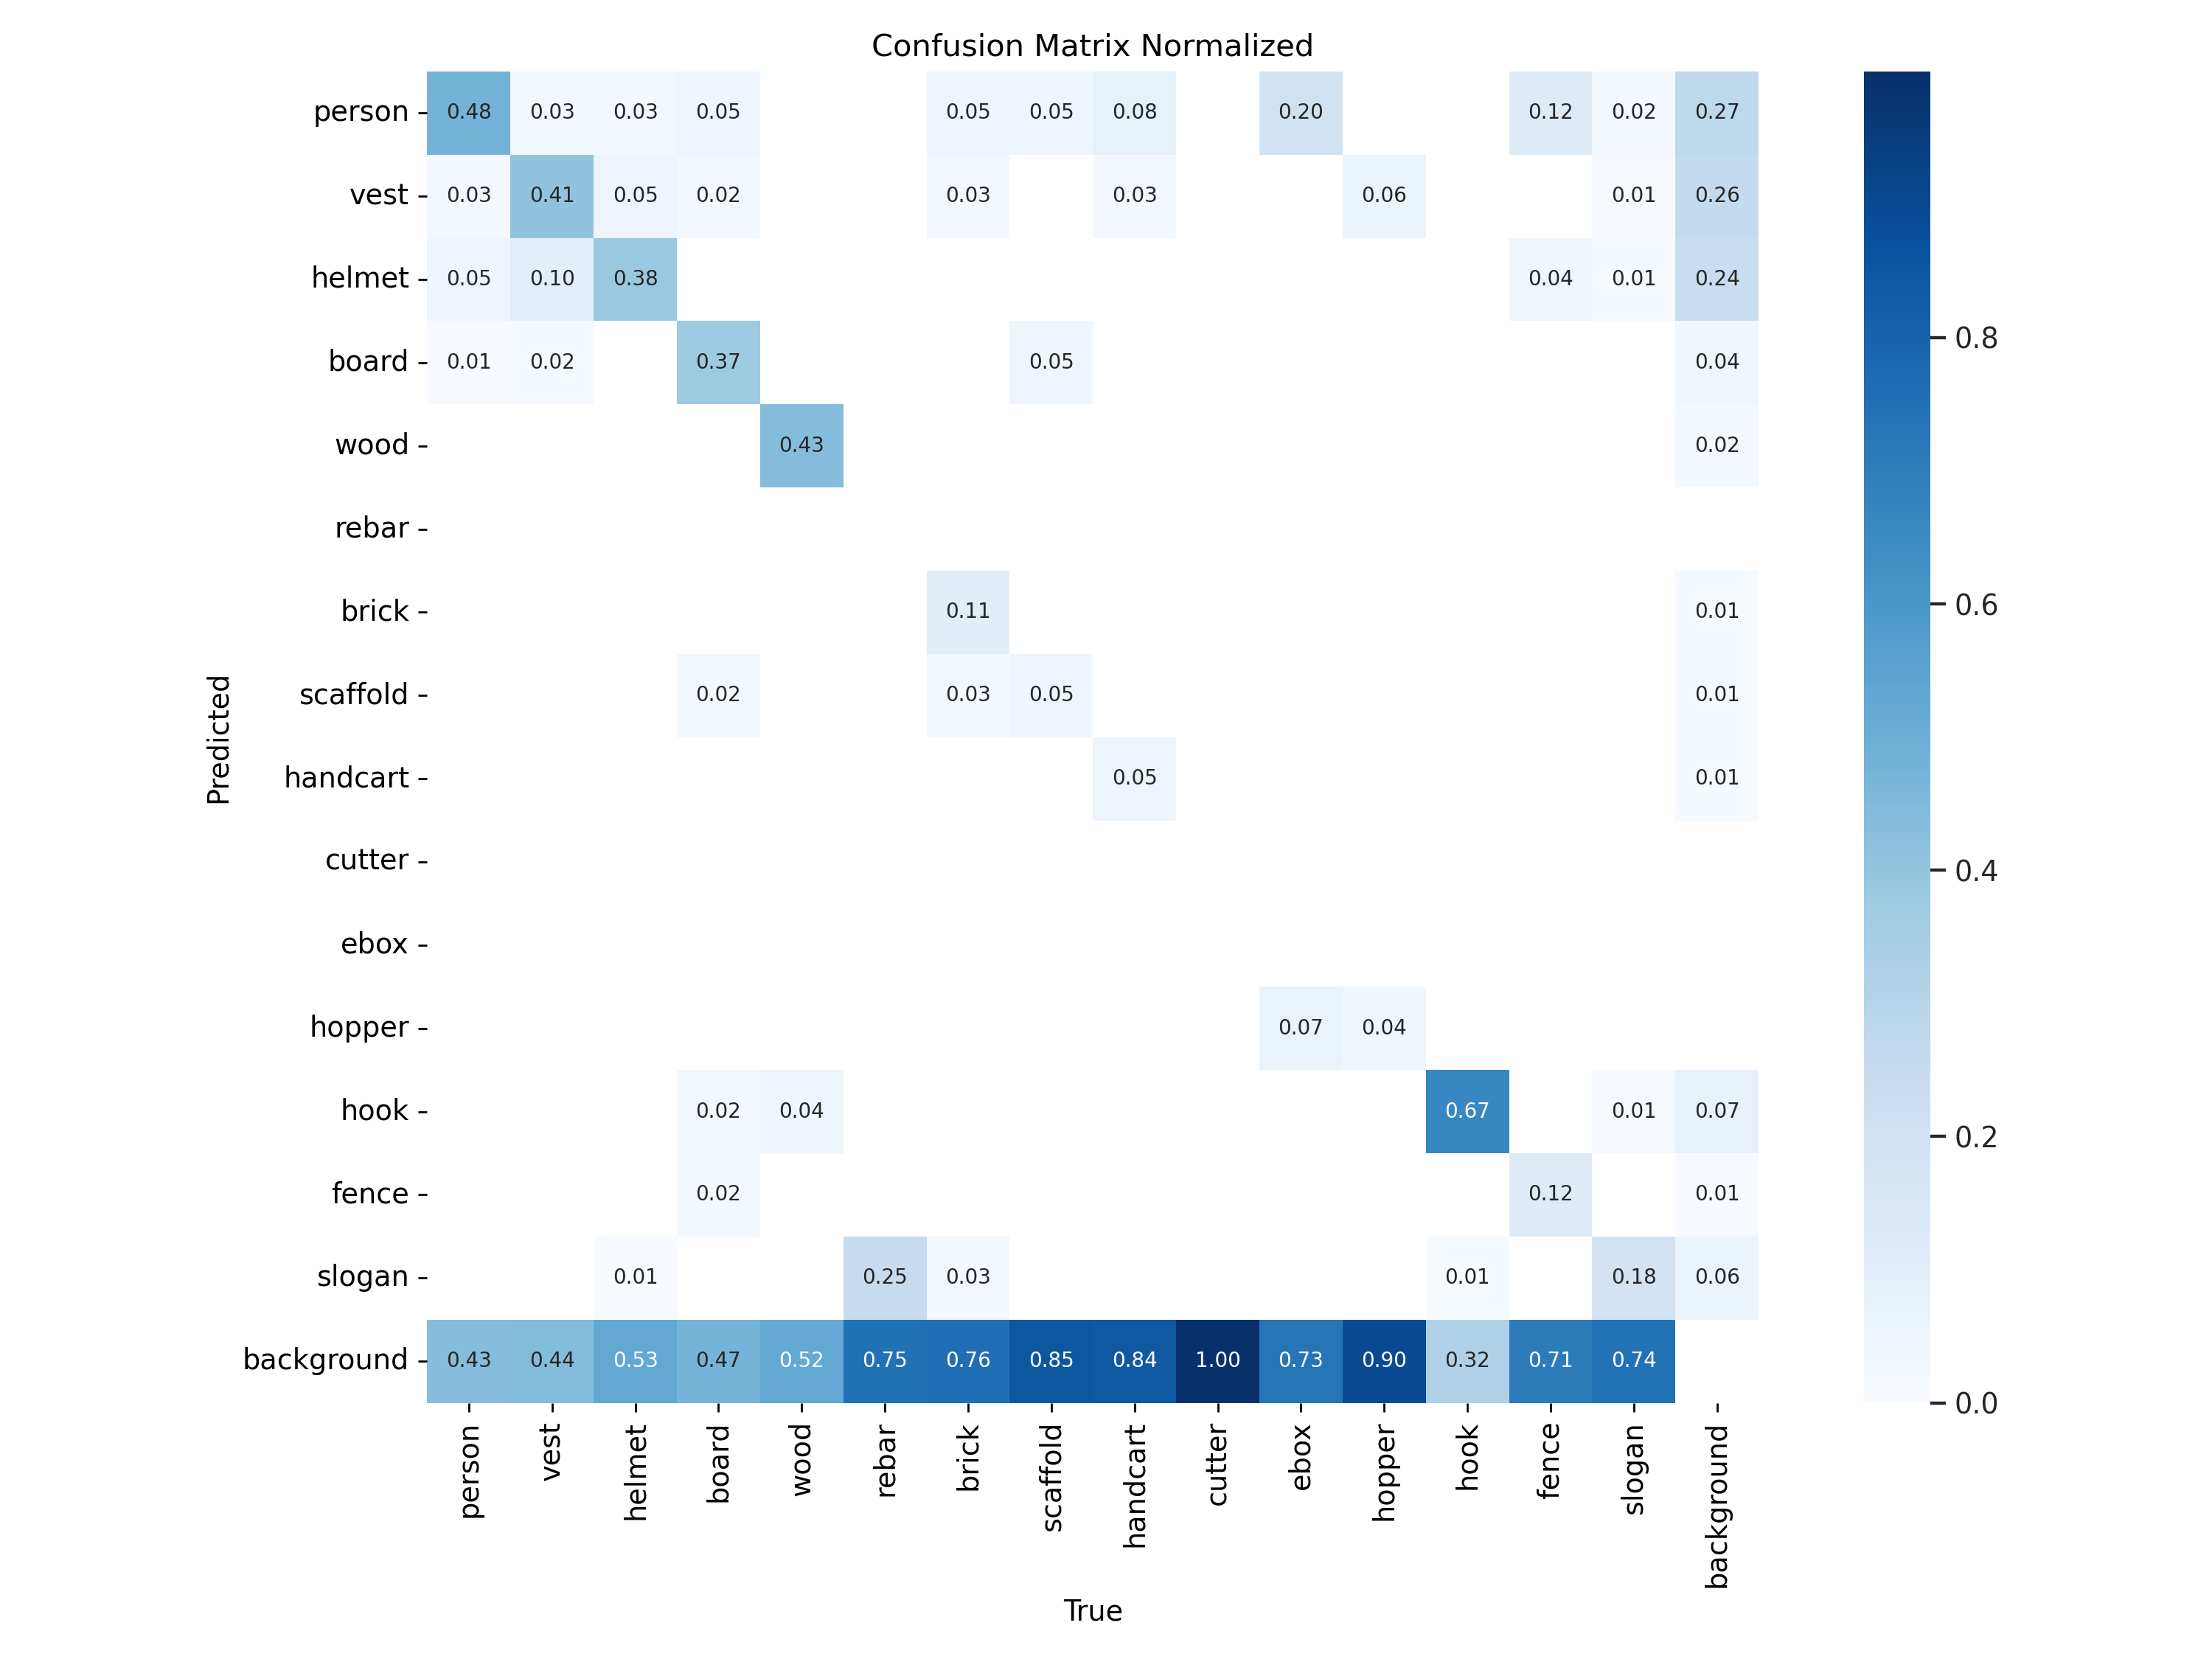 Confusion Matrix Normalized
person 0.48 0.03 0.03 0.05 0.05 0.05 0.08 0.20 0.12 0.02 0.27
vest 0.03 0.41 0.05 0.02 0.03 0.03 0.06 0.01 0.26
helmet 0.05 0.10 0.38 0.04 0.01 0.24
board 0.01 0.02 0.37 0.05 0.04
wood 0.43 0.02
rebar
brick 0.11 0.01
scaffold 0.02 0.03 0.05 0.01
handcart 0.05 0.01
cutter
ebox
hopper 0.07 0.04
hook 0.02 0.04 0.67 0.01 0.07
fence 0.02 0.12 0.01
slogan 0.01 0.25 0.03 0.01 0.18 0.06
background 0.43 0.44 0.53 0.47 0.52 0.75 0.76 0.85 0.84 1.00 0.73 0.90 0.32 0.71 0.74
person vest helmet board wood rebar brick scaffold handcart cutter ebox hopper hook fence slogan background
True
Predicted
0.8
0.6
0.4
0.2
0.0